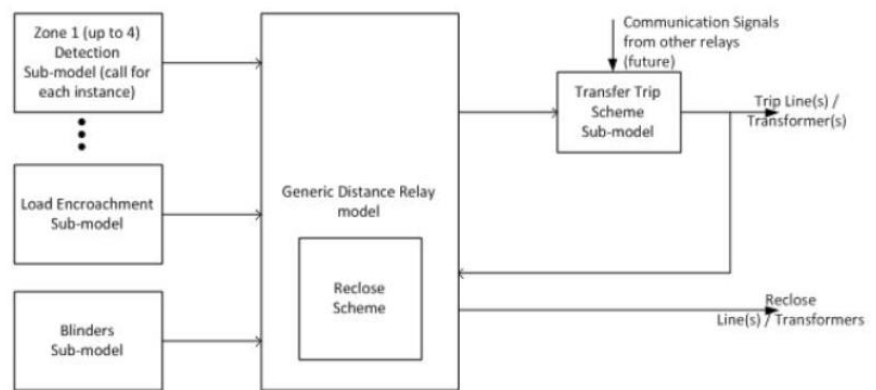 Zone 1 (up to 4)
Detection
Sub-model (call for
each instance)
Load Encroachment
Sub-model
Blinders
Sub-model
Generic Distance Relay
model
Reclose
Scheme
Communication Signals
from other relays
(future)
Transfer Trip
Scheme
Sub-model
Trip Line(s) /
Transformer(s)
Reclose
Line(s) / Transformers